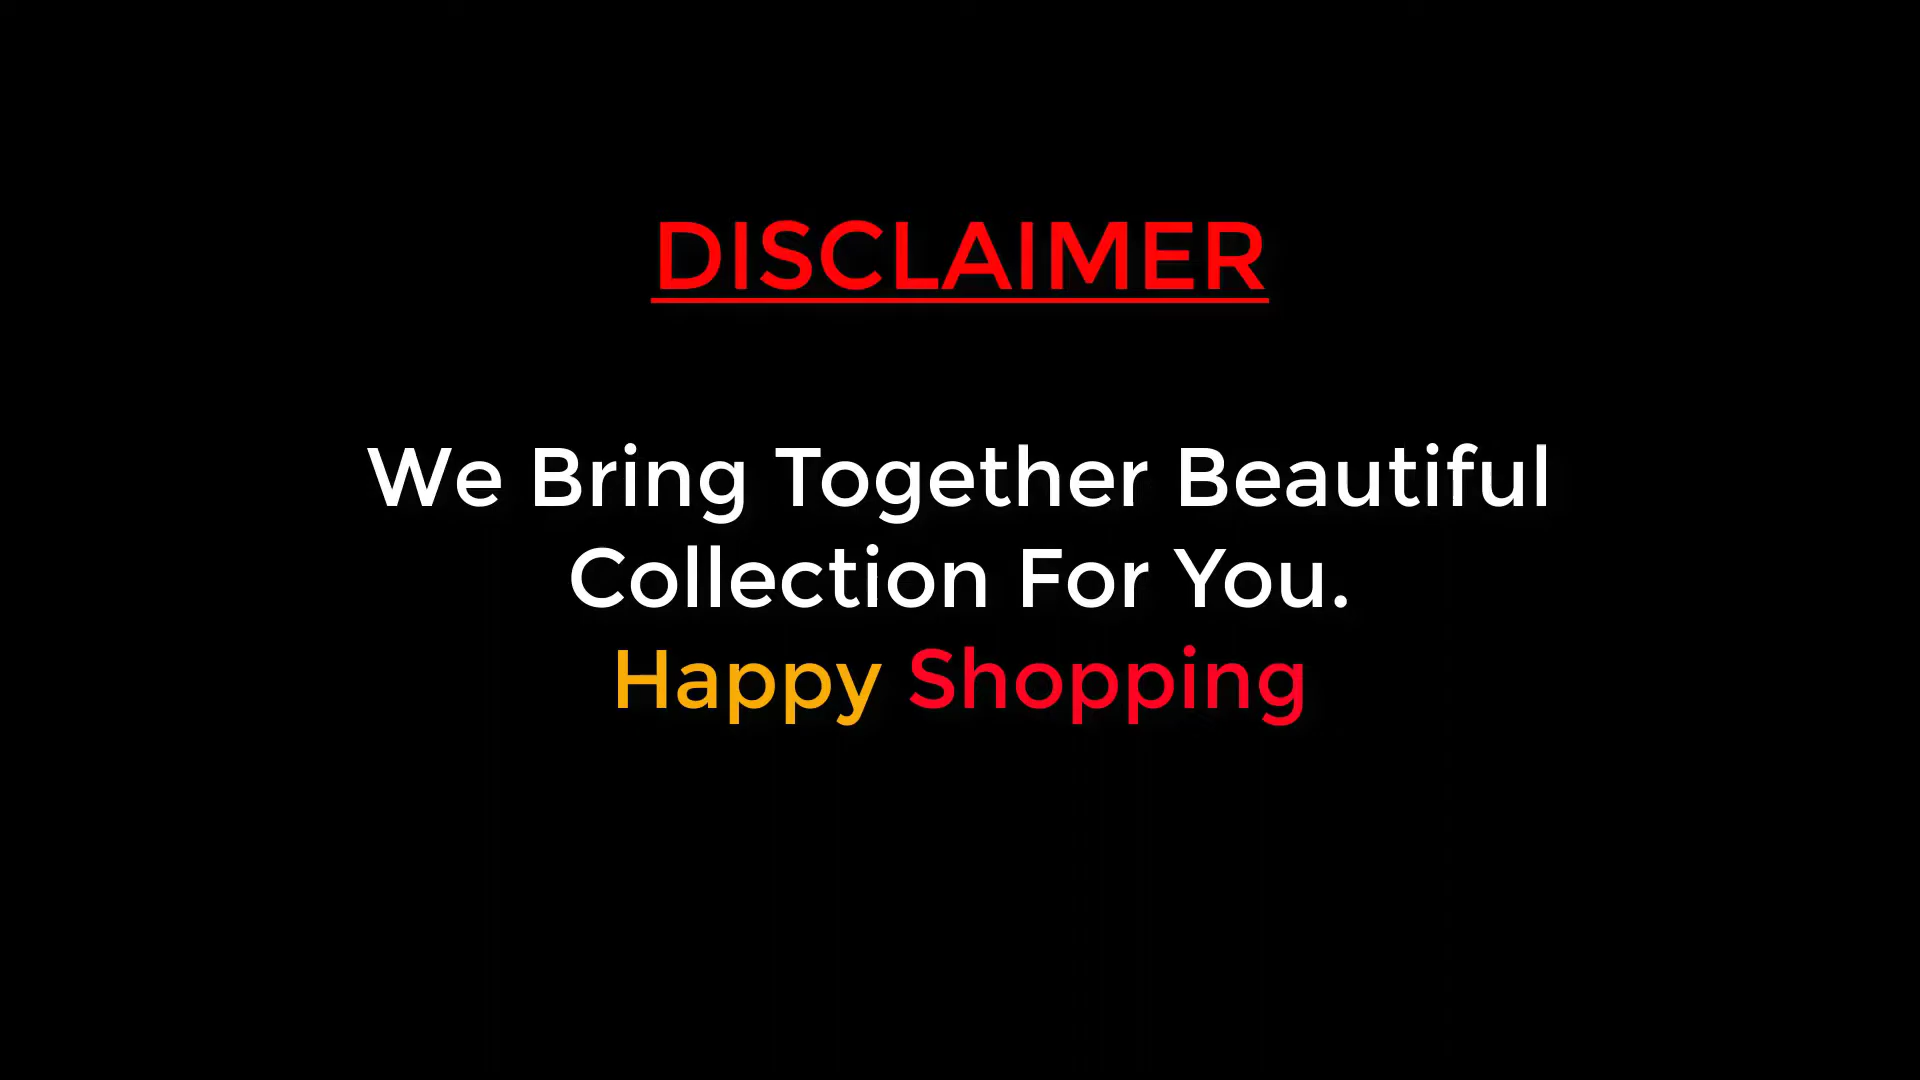 DISCLAIMER
We Bring Together Beautiful
Collection For You.
Happy Shopping